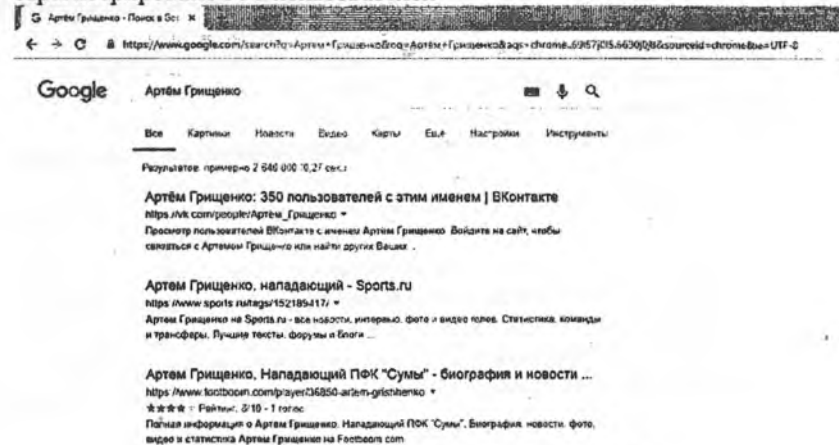 Артём Грищенко - Поиск в Goo
https://www.google.com/search?q=Артём+Грищенко&oq=Артём+Грищенко&aqs=chrome..69i57j0l5.6630j0j8&sourceid=chrome&ie=UTF-8
Google Артём Грищенко
Все Картинки Новости Видео Карты Ещё Настройки Инструменты
Результатов: примерно 2 640 000 (0,27 сек.)
Артём Грищенко: 350 пользователей с этим именем | ВКонтакте
https://vk.com/people/Артём_Грищенко
Просмотр пользователей ВКонтакте с именем Артём Грищенко. Войдите на сайт, чтобы
связаться с Артемом Грищенко или найти других Ваших ...
Артем Грищенко, нападающий - Sports.ru
https://www.sports.ru/tags/152189417/
Артем Грищенко на Sports.ru - все новости, интервью, фото и видео голов. Статистика, команды
и трансферы. Лучшие тексты, форумы и блоги ...
Артем Грищенко, Нападающий ПФК "Сумы" - биография и новости ...
https://www.footboom.com/player/36850-artem-grishhenko
Рейтинг: 8/10 - 1 голос
Полная информация о Артем Грищенко, Нападающий ПФК "Сумы". Биография, новости, фото,
видео и статистика Артем Грищенко на Footboom.com